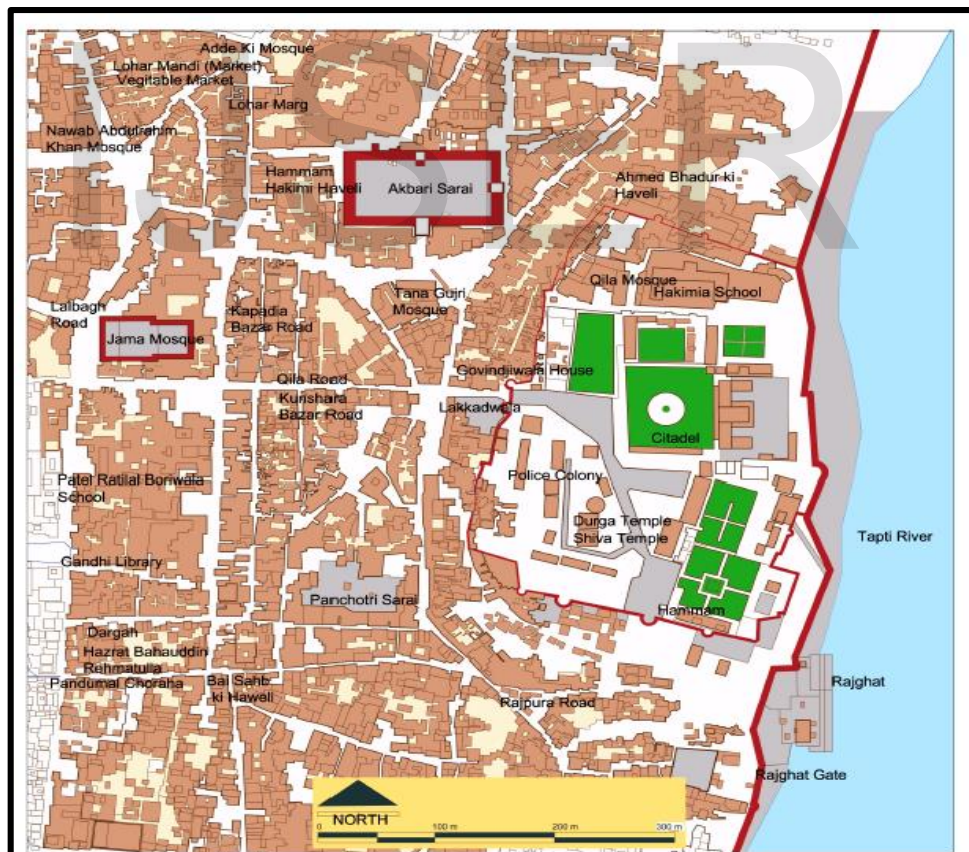 IJSER
Adde Ki Mosque
Lohar Mandi (Market)
Vegitable Market
Lohar Marg
Nawab Abdulrahim
Khan Mosque
Hammam
Hakimi Haveli
Akbari Sarai
Ahmed Bhadur ki
Haveli
Qila Mosque
Hakimia School
Tana Gujri
Mosque
Lalbagh
Road
Kapadia
Bazar Road
Jama Mosque
Govindjiwala House
Qila Road
Kunshara
Bazar Road
Lakkadwala
Citadel
Police Colony
Patel Ratilal Boriwala
School
Durga Temple
Shiva Temple
Tapti River
Gandhi Library
Panchotri Sarai
Hammam
Dargah
Hazrat Bahauddin
Rehmatulla
Pandumal Choraha
Bai Sahb
ki Haweli
Rajghat
Rajpura Road
Rajghat Gate
NORTH
0 100 m 200 m 300 m